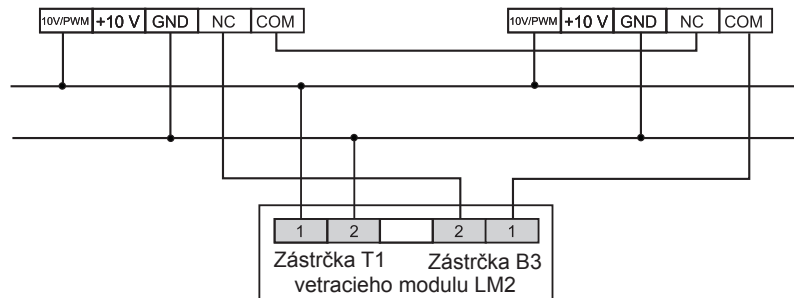 10V/PWM +10 V GND NC COM
10V/PWM +10 V GND NC COM
1 2 2 1
Zástrčka T1 Zástrčka B3
vetracieho modulu LM2